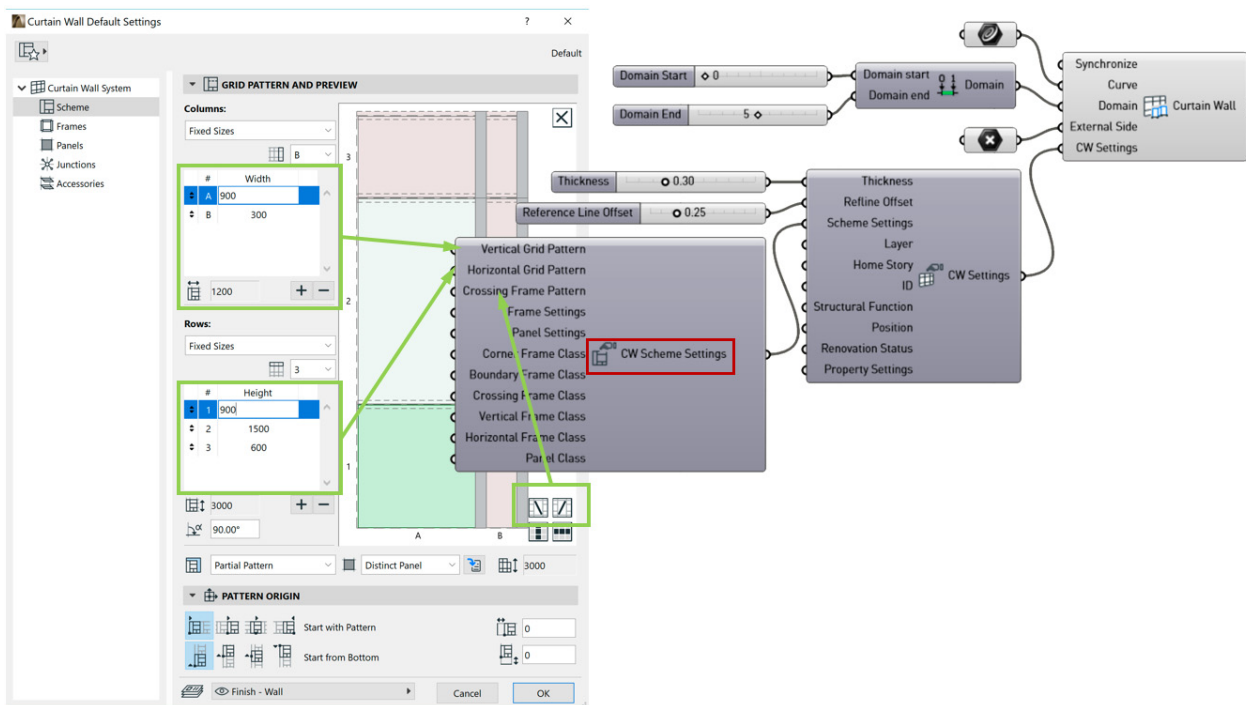 Curtain Wall Default Settings
? ×
Default
Curtain Wall System
Scheme
Frames
Panels
Junctions
Accessories
GRID PATTERN AND PREVIEW
Columns:
Fixed Sizes
B
# Width
A 900
B 300
1200
Rows:
Fixed Sizes
3
# Height
1 900
2 1500
3 600
3000
α 90.00°
3
2
1
A B
Partial Pattern
Distinct Panel
3000
PATTERN ORIGIN
Start with Pattern
0
Start from Bottom
0
Finish - Wall
Cancel
OK
Domain Start 0
Domain End 5
Domain start
Domain end
0 1
Domain
Synchronize
Curve
Domain
External Side
CW Settings
Curtain Wall
Thickness 0.30
Reference Line Offset 0.25
Thickness
Refline Offset
Scheme Settings
Layer
Home Story
ID
Structural Function
Position
Renovation Status
Property Settings
CW Settings
Vertical Grid Pattern
Horizontal Grid Pattern
Crossing Frame Pattern
Frame Settings
Panel Settings
Corner Frame Class
Boundary Frame Class
Crossing Frame Class
Vertical Frame Class
Horizontal Frame Class
Panel Class
CW Scheme Settings